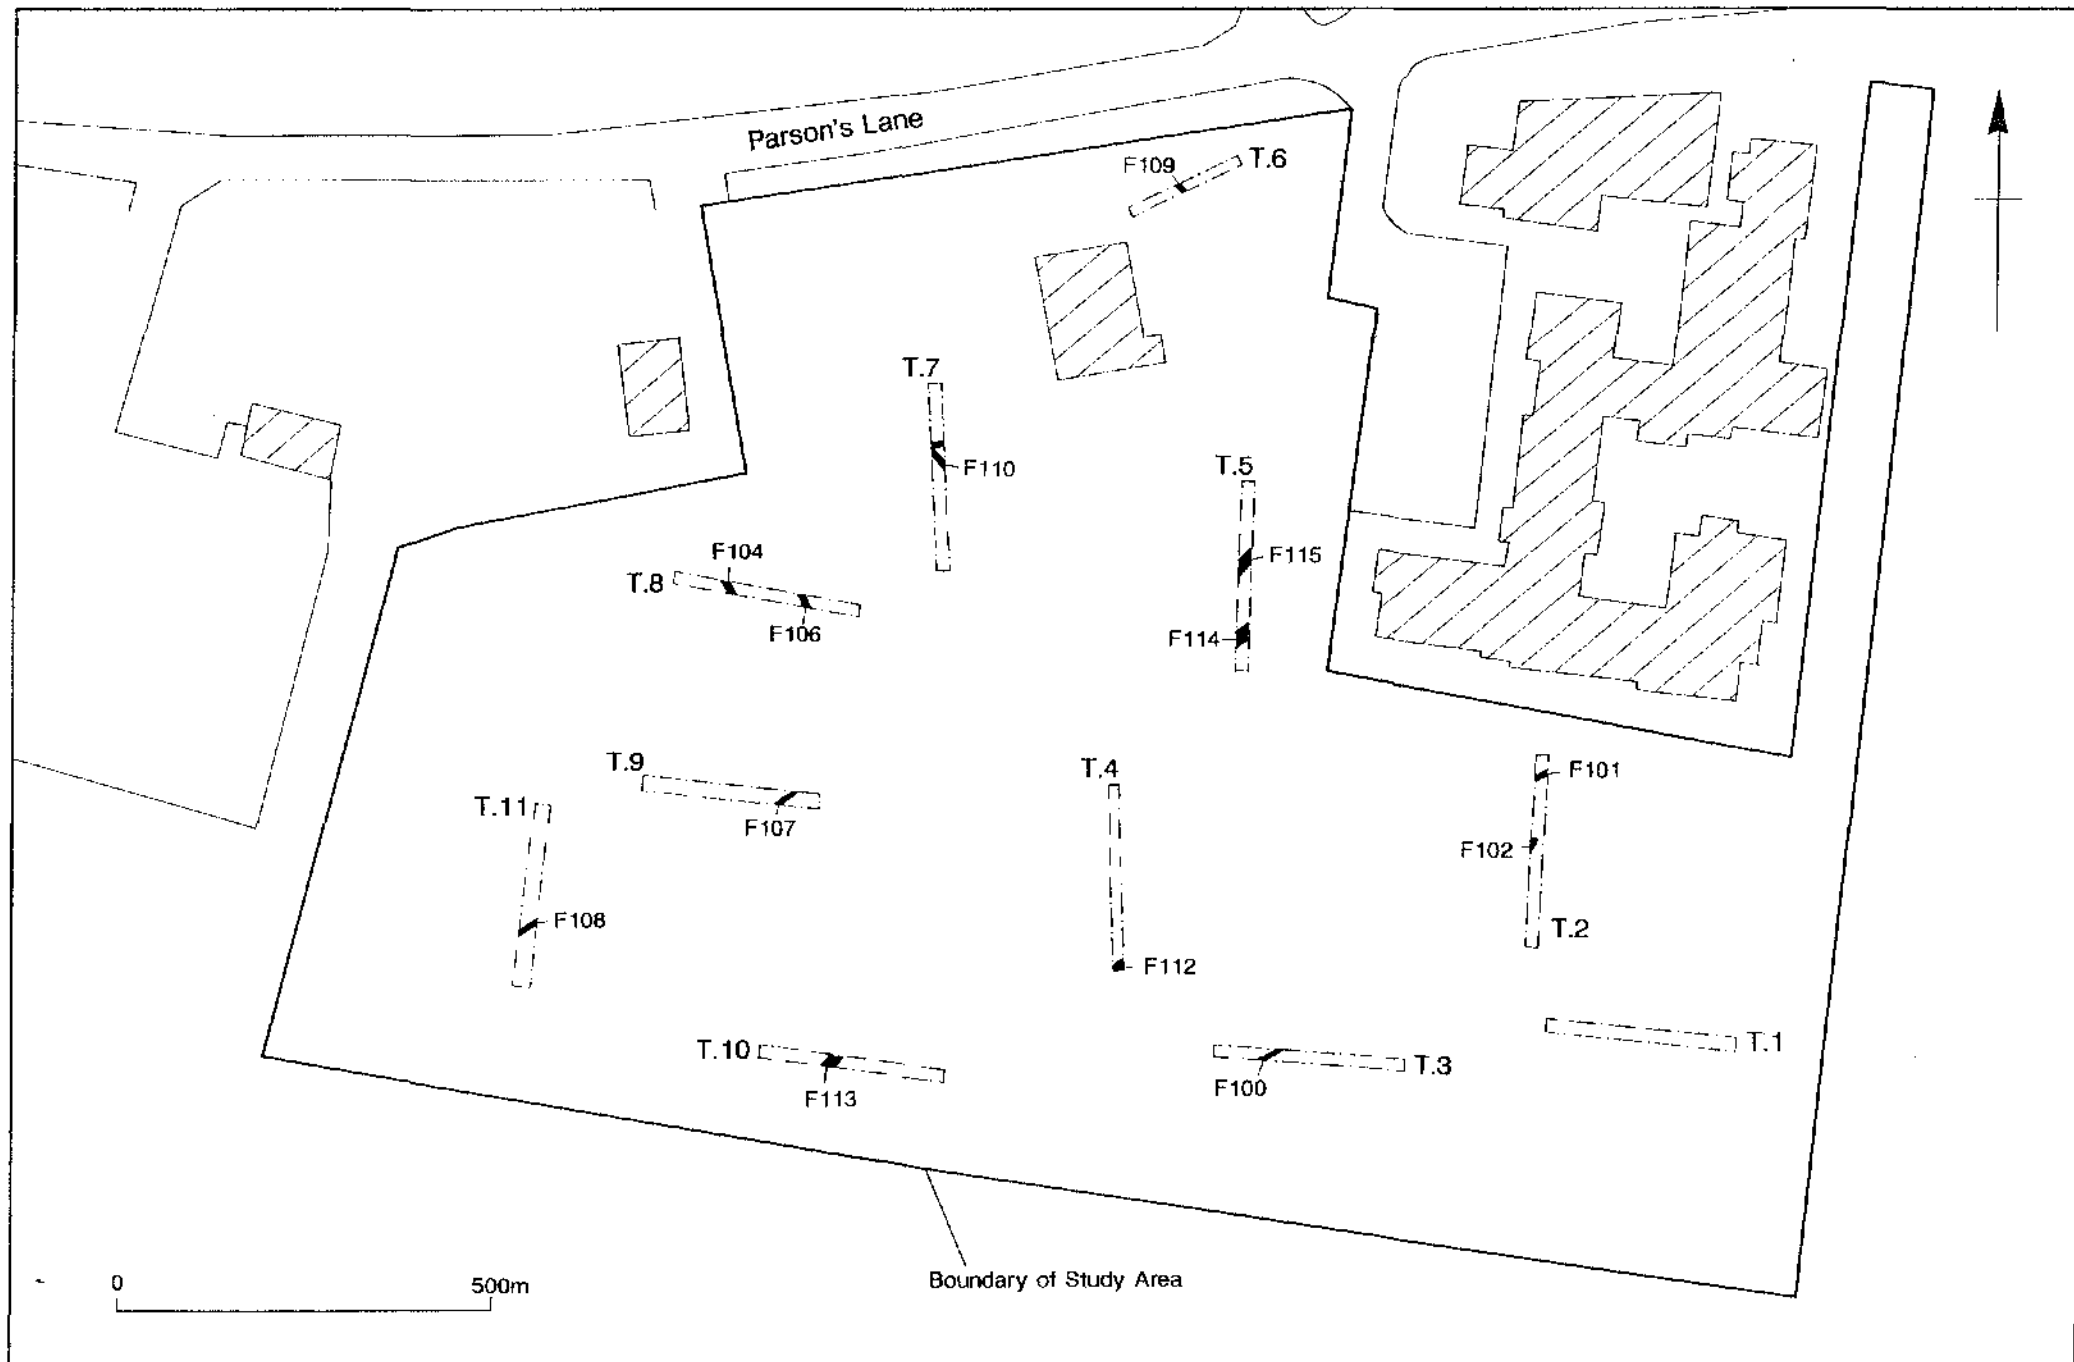 Parson's Lane
F109
T.6
T.7
F110
T.5
F115
F104
T.8
F106
F114
T.9
F107
T.4
F101
T.11
F102
F108
T.2
F112
T.10
F113
T.1
T.3
F100
0
500m
Boundary of Study Area